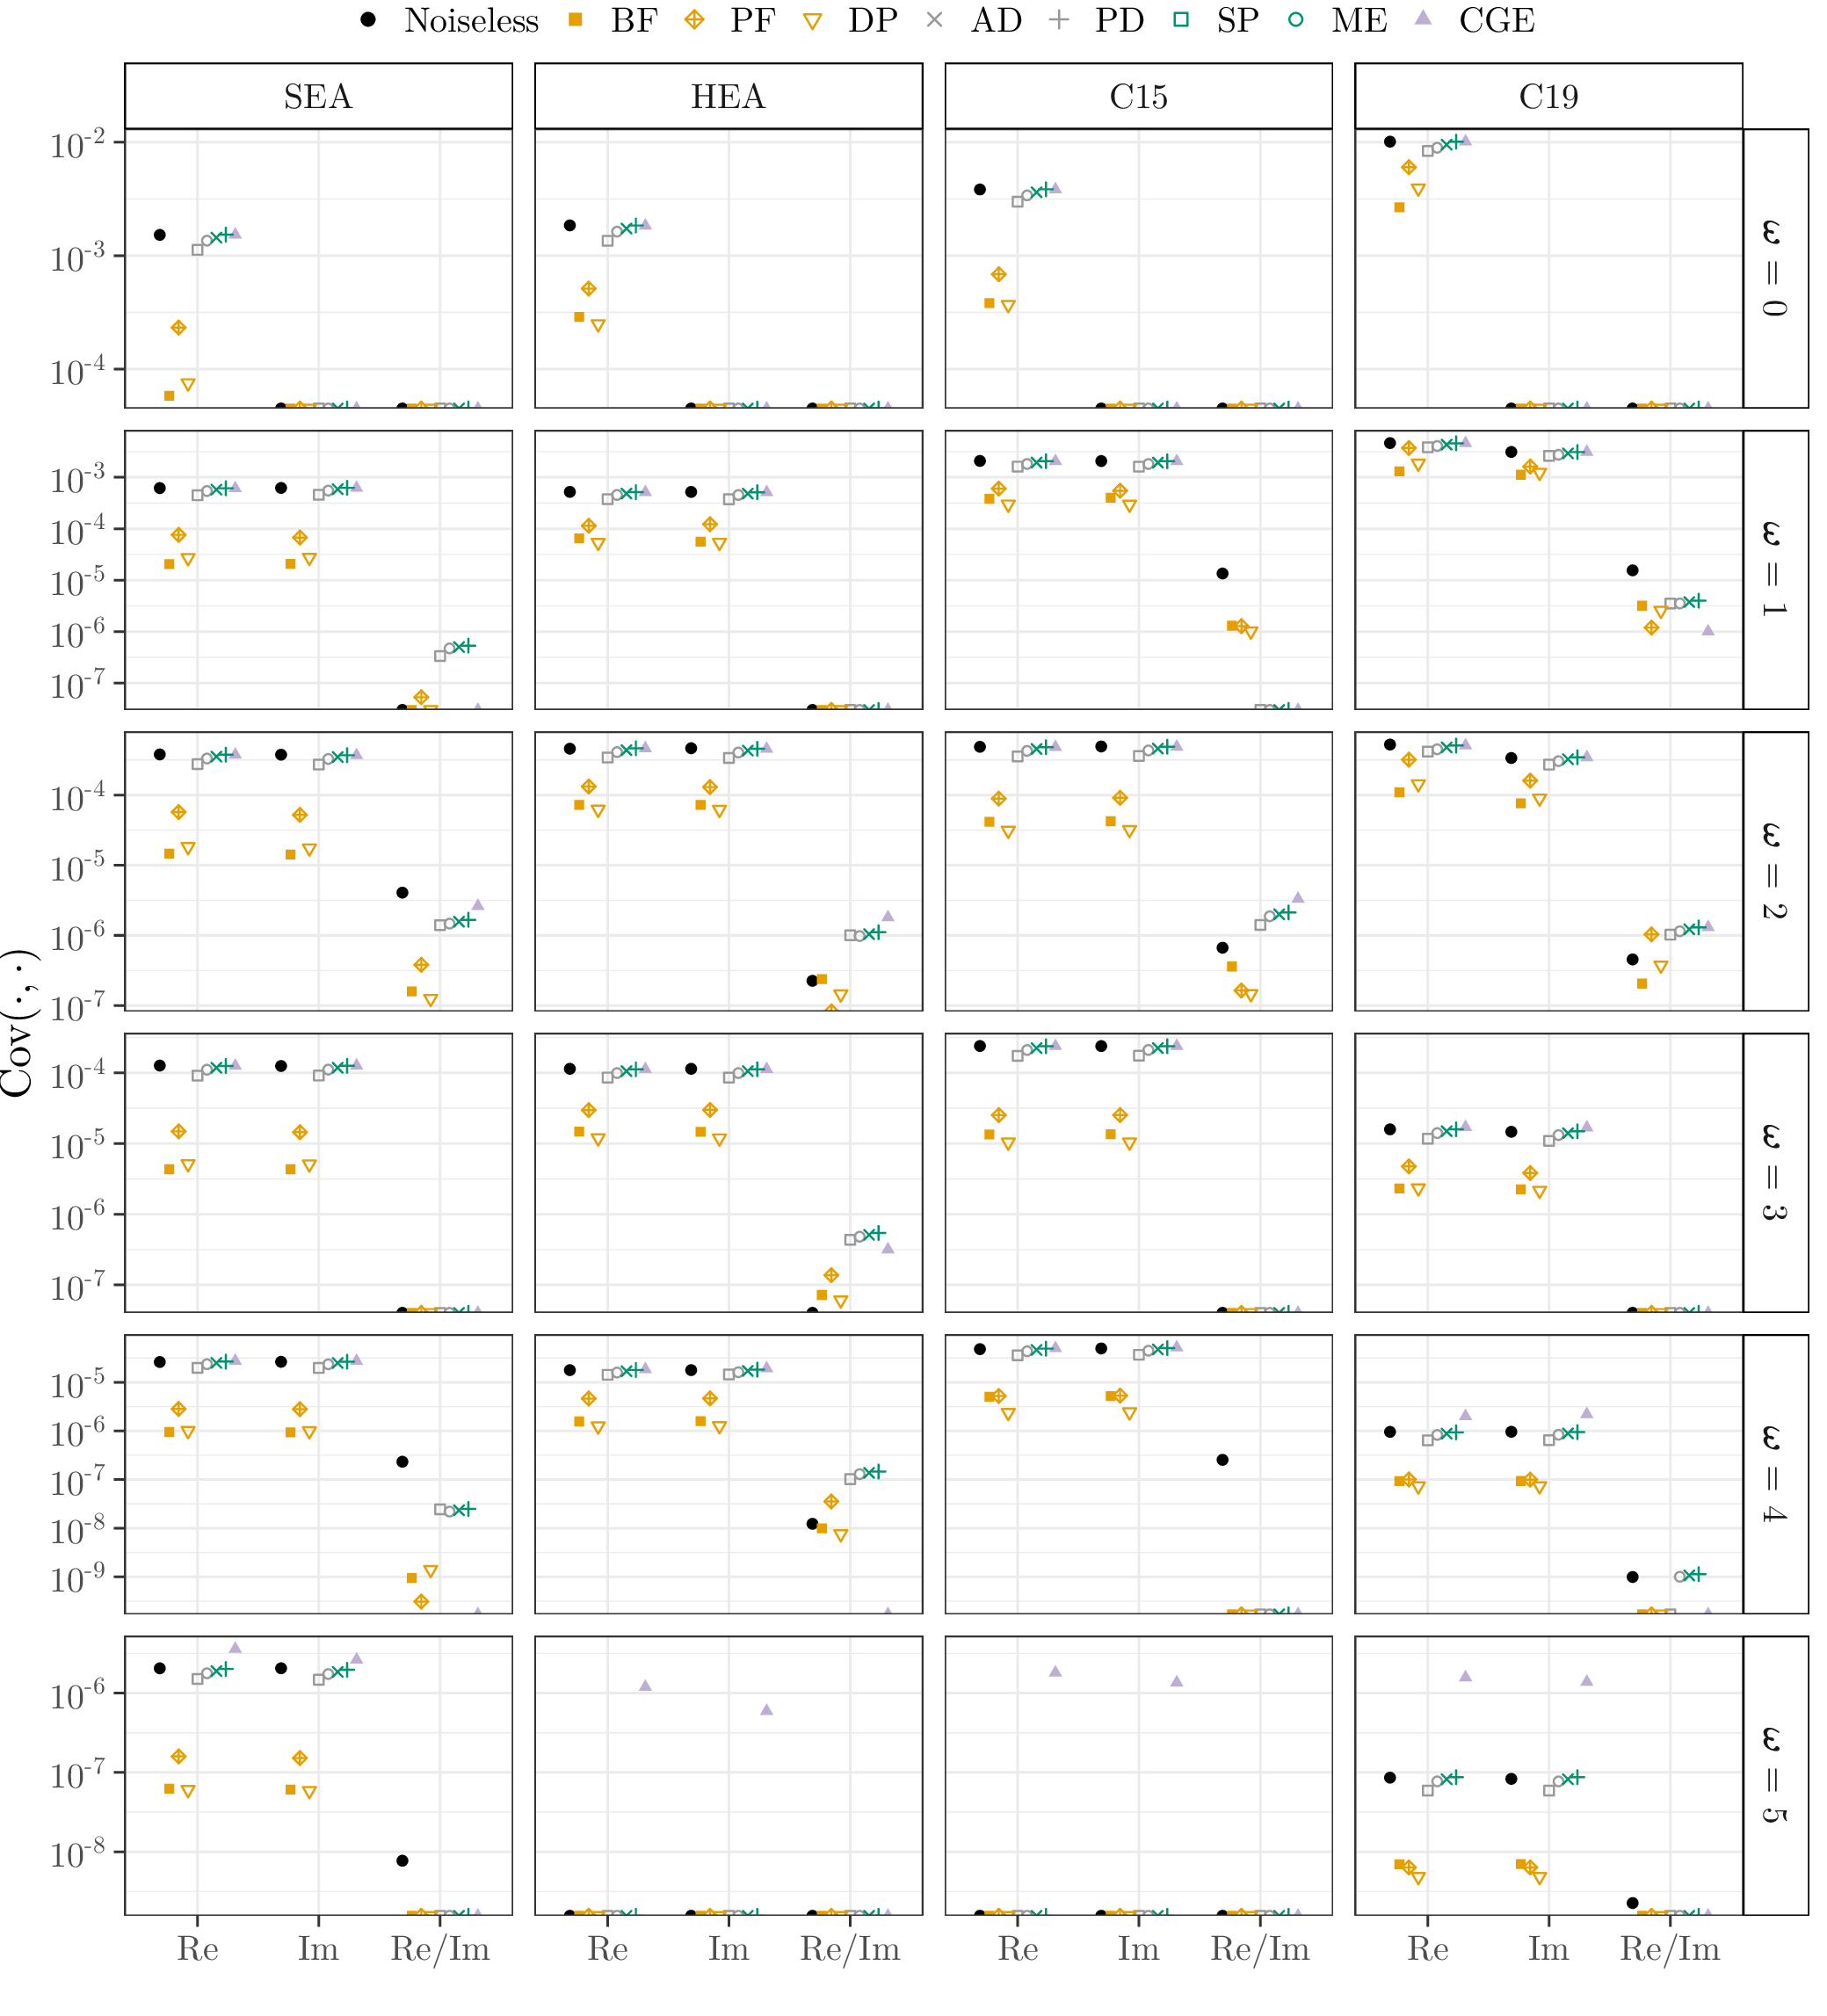 Noiseless BF PF DP AD PD SP ME CGE
SEA HEA C15 C19
10-2
10-3
10-4
ε = 0
10-3
10-4
10-5
10-6
10-7
ε = 1
10-4
10-5
10-6
10-7
ε = 2
Cov(·, ·)
10-4
10-5
10-6
10-7
ε = 3
10-5
10-6
10-7
10-8
10-9
ε = 4
10-6
10-7
10-8
ε = 5
Re Im Re/Im Re Im Re/Im Re Im Re/Im Re Im Re/Im